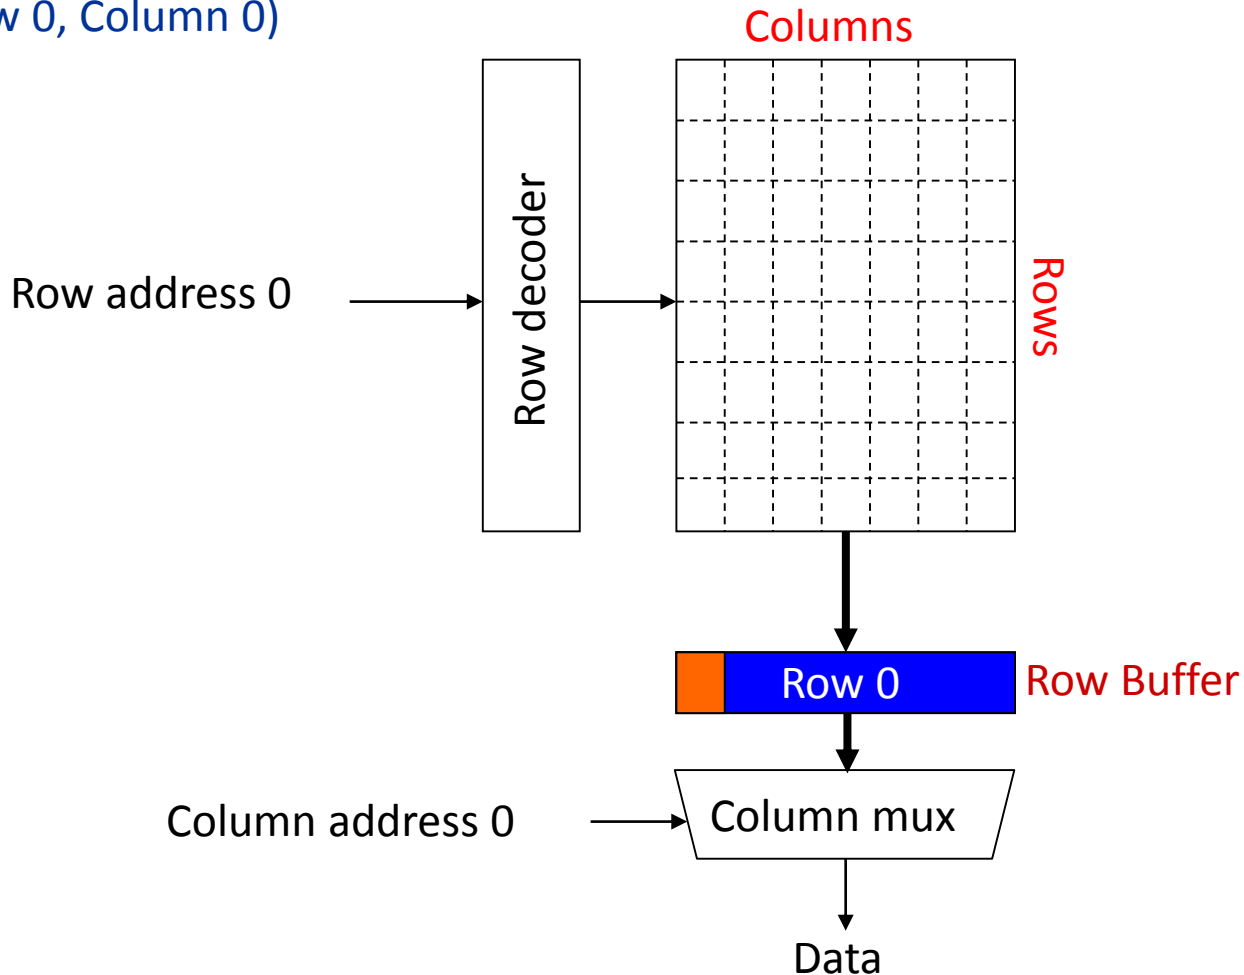 w 0, Column 0)
Columns
Row decoder
Row address 0
Rows
Row 0
Row Buffer
Column address 0
Column mux
Data